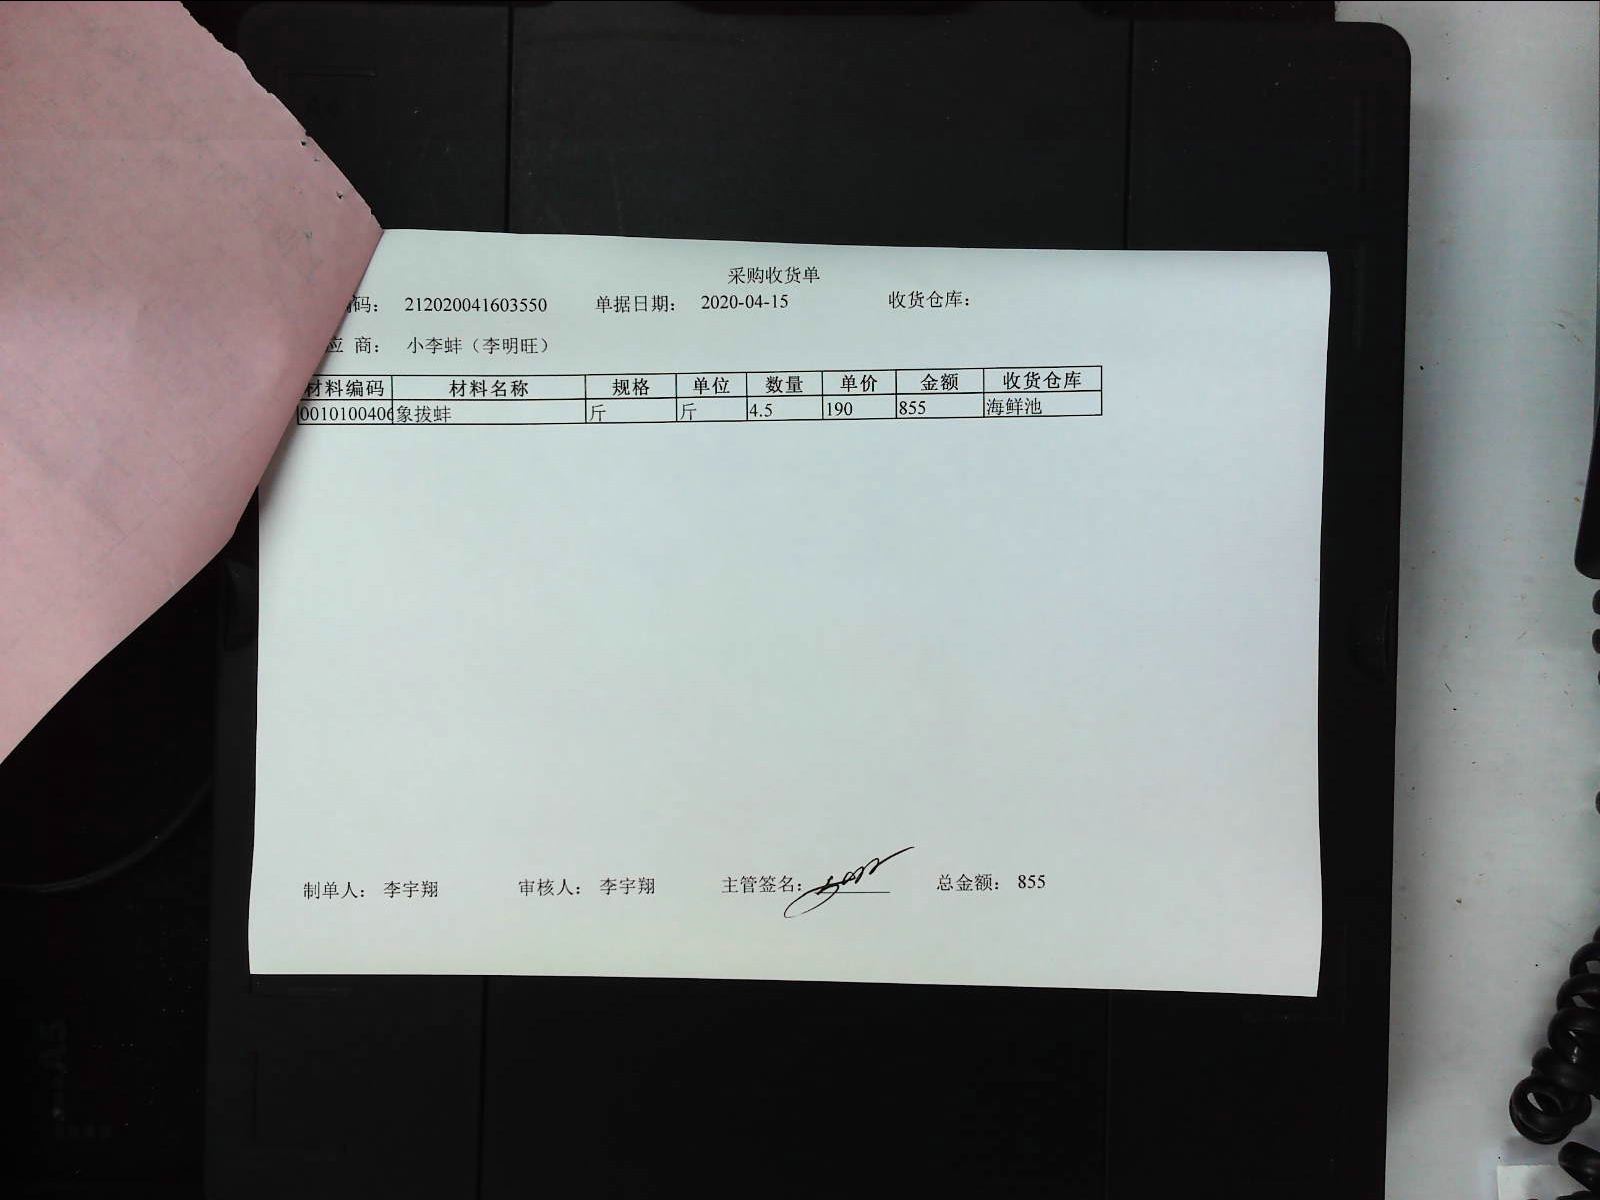 采购收货单
码： 212020041603550 单据日期： 2020-04-15 收货仓库：
应 商： 小李蚌（李明旺）
材料编码 材料名称 规格 单位 数量 单价 金额 收货仓库
0010100406 象拔蚌 斤 斤 4.5 190 855 海鲜池
制单人： 李宇翔 审核人： 李宇翔 主管签名： 总金额： 855